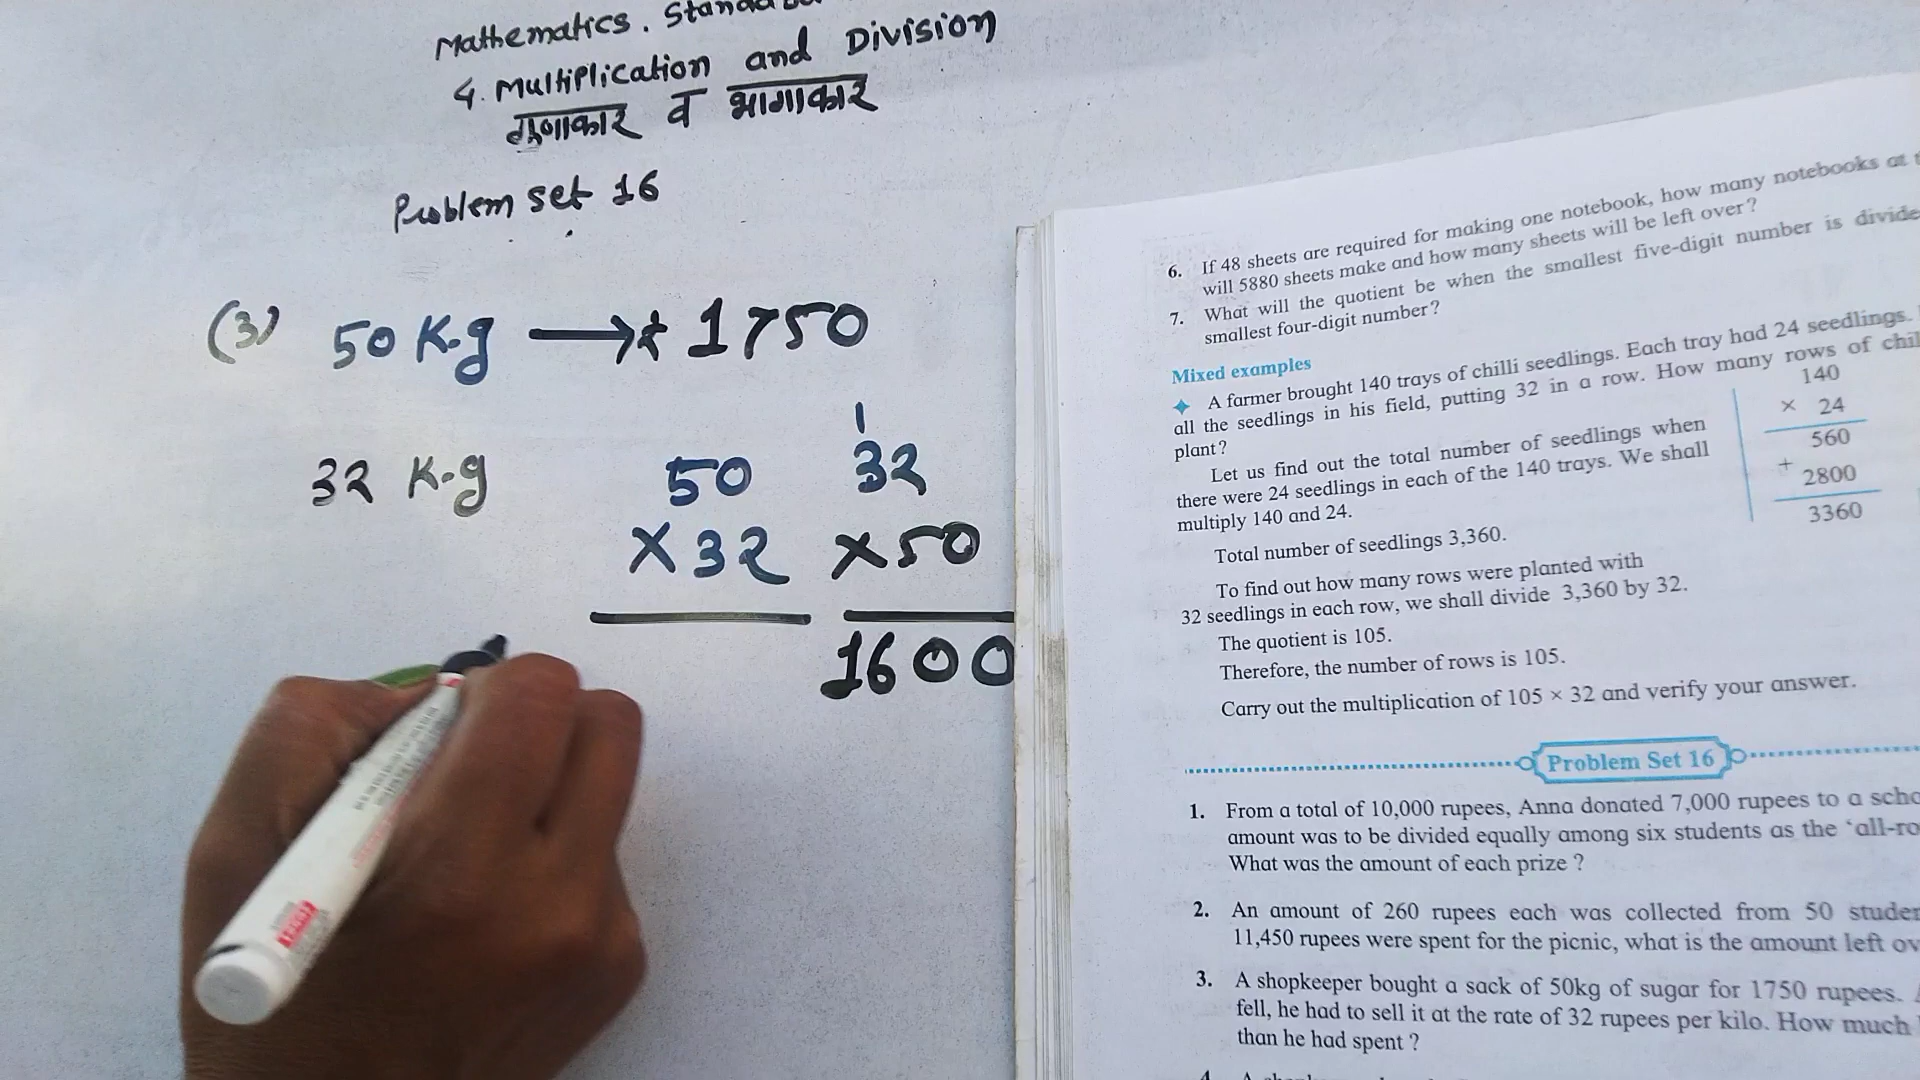 Mathematics. Standa
4. Multiplication and Division
गुणाकार व भागाकार
Problem set 16
(3) 50 K.g → ₹ 1750
32 K.g
50
×32
1
32
×50
1600
6. If 48 sheets are required for making one notebook, how many notebooks at
will 5880 sheets make and how many sheets will be left over?
7. What will the quotient be when the smallest five-digit number is divide
smallest four-digit number?
Mixed examples
A farmer brought 140 trays of chilli seedlings. Each tray had 24 seedlings.
all the seedlings in his field, putting 32 in a row. How many rows of chil
plant?
Let us find out the total number of seedlings when
there were 24 seedlings in each of the 140 trays. We shall
multiply 140 and 24.
140
× 24
560
+
2800
3360
Total number of seedlings 3,360.
To find out how many rows were planted with
32 seedlings in each row, we shall divide 3,360 by 32.
The quotient is 105.
Therefore, the number of rows is 105.
Carry out the multiplication of 105 × 32 and verify your answer.
Problem Set 16
1. From a total of 10,000 rupees, Anna donated 7,000 rupees to a scho
amount was to be divided equally among six students as the 'all-ro
What was the amount of each prize ?
2. An amount of 260 rupees each was collected from 50 studen
11,450 rupees were spent for the picnic, what is the amount left ov
3. A shopkeeper bought a sack of 50kg of sugar for 1750 rupees.
fell, he had to sell it at the rate of 32 rupees per kilo. How much
than he had spent ?